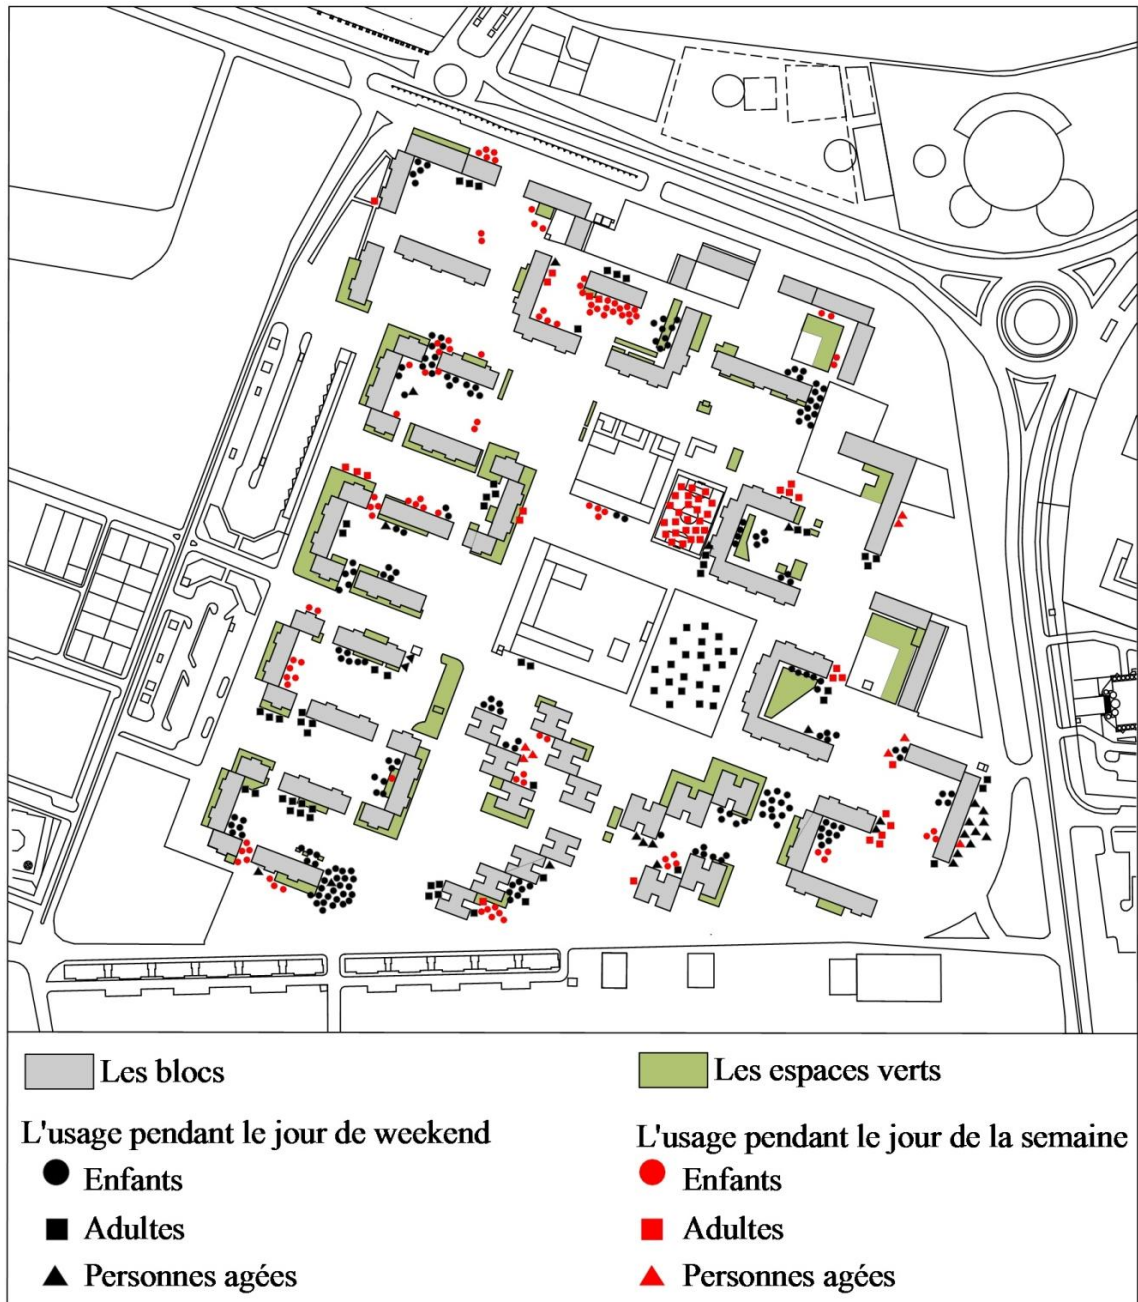 Les blocs
Les espaces verts
L'usage pendant le jour de weekend
Enfants
Adultes
Personnes agées
L'usage pendant le jour de la semaine
Enfants
Adultes
Personnes agées